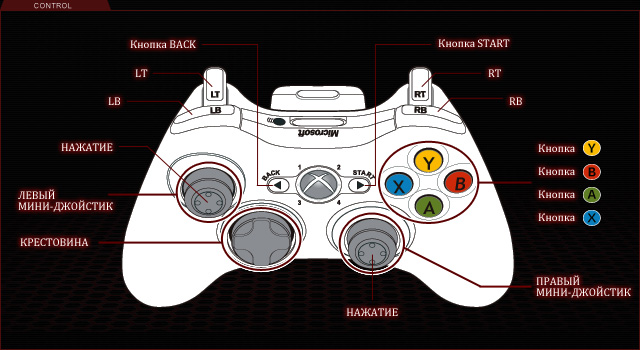 CONTROL
Кнопка BACK
Кнопка START
LT
RT
LB
RB
LT
RT
LB
RB
Microsoft
НАЖАТИЕ
BACK
1
2
START
3
4
Y
X
B
A
Кнопка Y
Кнопка B
Кнопка A
Кнопка X
ЛЕВЫЙ
МИНИ-ДЖОЙСТИК
КРЕСТОВИНА
ПРАВЫЙ
МИНИ-ДЖОЙСТИК
НАЖАТИЕ